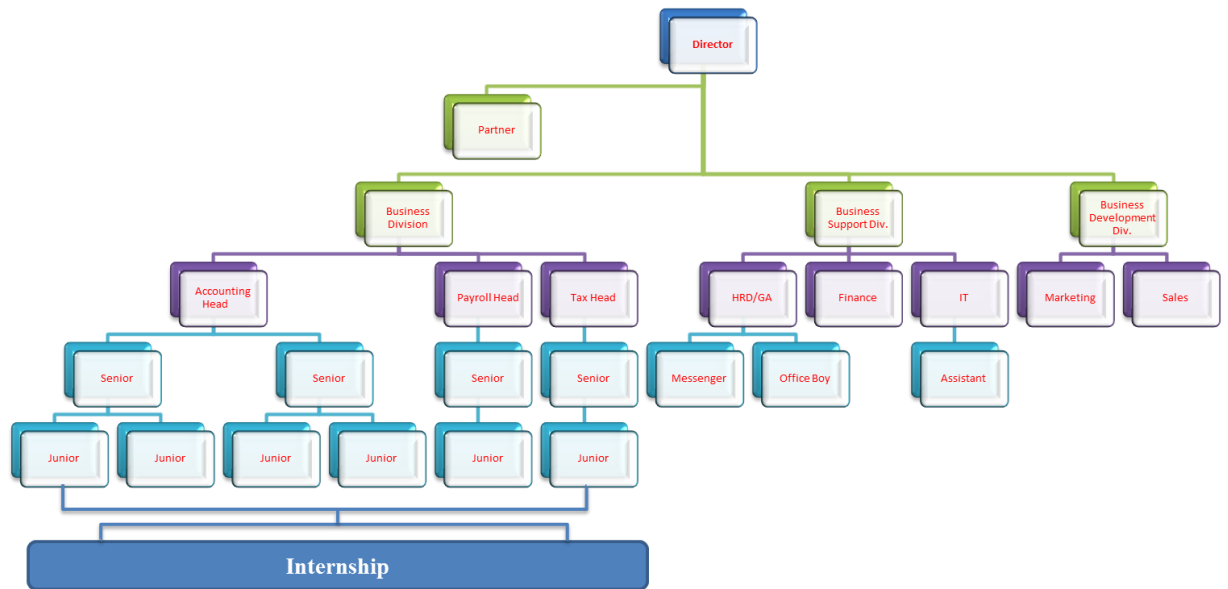 Director
Partner
Business
Division
Business
Support Div.
Business
Development
Div.
Accounting
Head
Payroll Head
Tax Head
HRD/GA
Finance
IT
Marketing
Sales
Senior
Senior
Senior
Senior
Messenger
Office Boy
Assistant
Junior
Junior
Junior
Junior
Junior
Junior
Internship